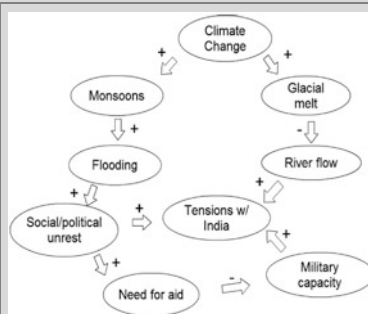 Climate
Change
+
+
Monsoons
Glacial
melt
+
-
Flooding
River flow
+
+
Social/political
unrest
+
Tensions w/
India
+
+
Need for aid
-
Military
capacity